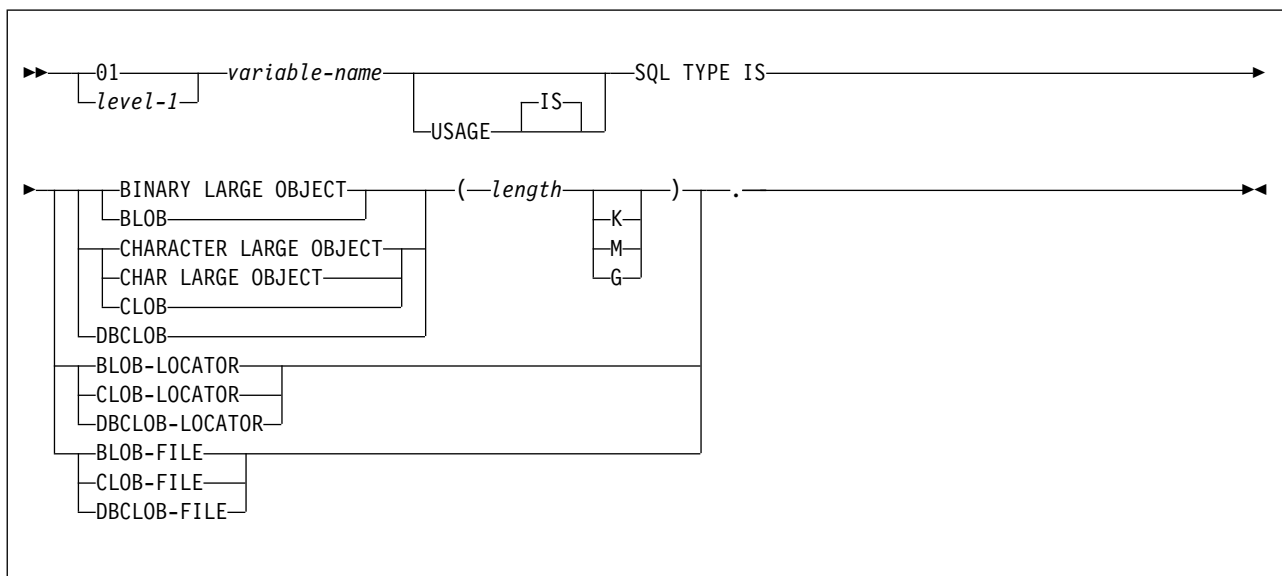 01 variable-name SQL TYPE IS
level-1 IS
USAGE
BINARY LARGE OBJECT ( length ) .
BLOB K
CHARACTER LARGE OBJECT M
CHAR LARGE OBJECT G
CLOB
DBCLOB
BLOB-LOCATOR
CLOB-LOCATOR
DBCLOB-LOCATOR
BLOB-FILE
CLOB-FILE
DBCLOB-FILE